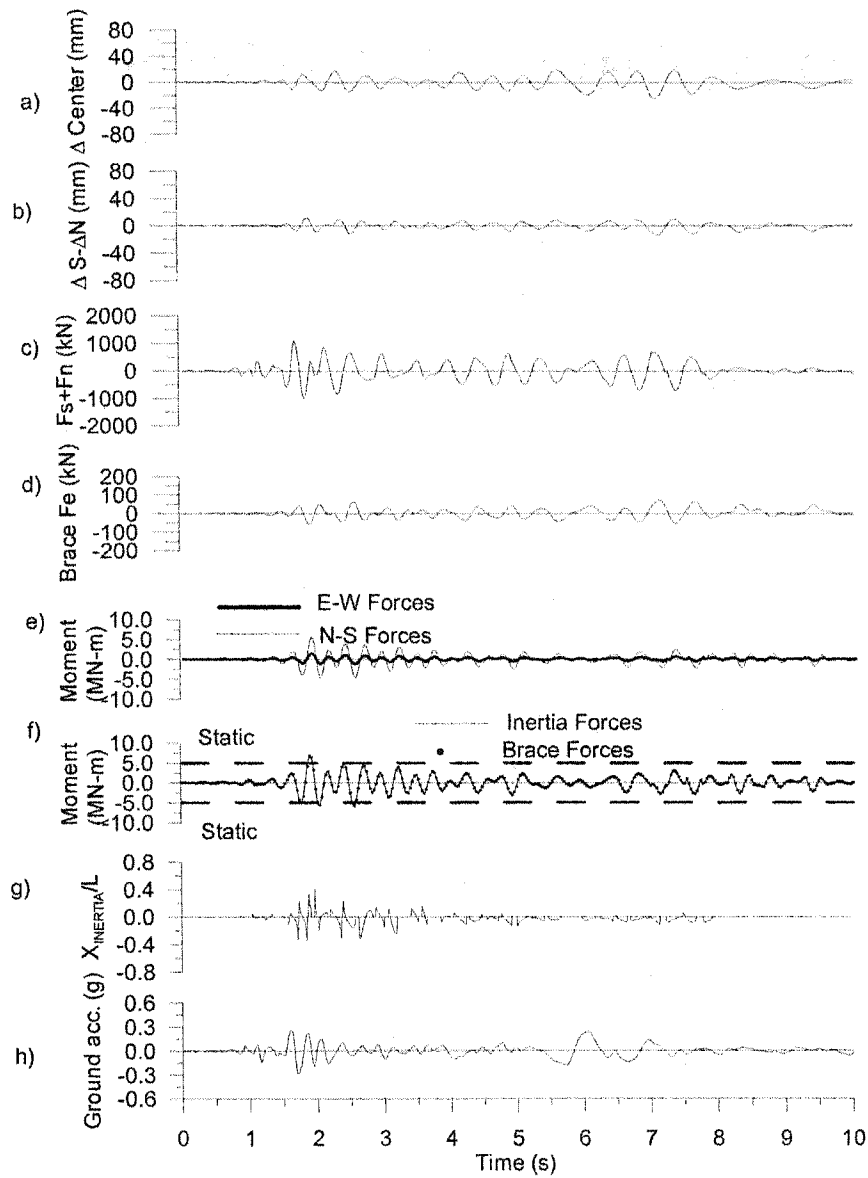 a)
Δ Center (mm)
80
40
0
-40
-80
b)
Δ S-ΔN (mm)
80
40
0
-40
-80
c)
Fs+Fn (kN)
2000
1000
0
-1000
-2000
d)
Brace Fe (kN)
200
100
0
-100
-200
e)
Moment
(MN-m)
10.0
5.0
0.0
-5.0
-10.0
E-W Forces
N-S Forces
f)
Moment
(MN-m)
10.0
5.0
0.0
-5.0
-10.0
Static
Inertia Forces
Brace Forces
Static
g)
XINERTIA/L
0.8
0.4
0.0
-0.4
-0.8
h)
Ground acc. (g)
0.6
0.3
0.0
-0.3
-0.6
0 1 2 3 4 5 6 7 8 9 10
Time (s)